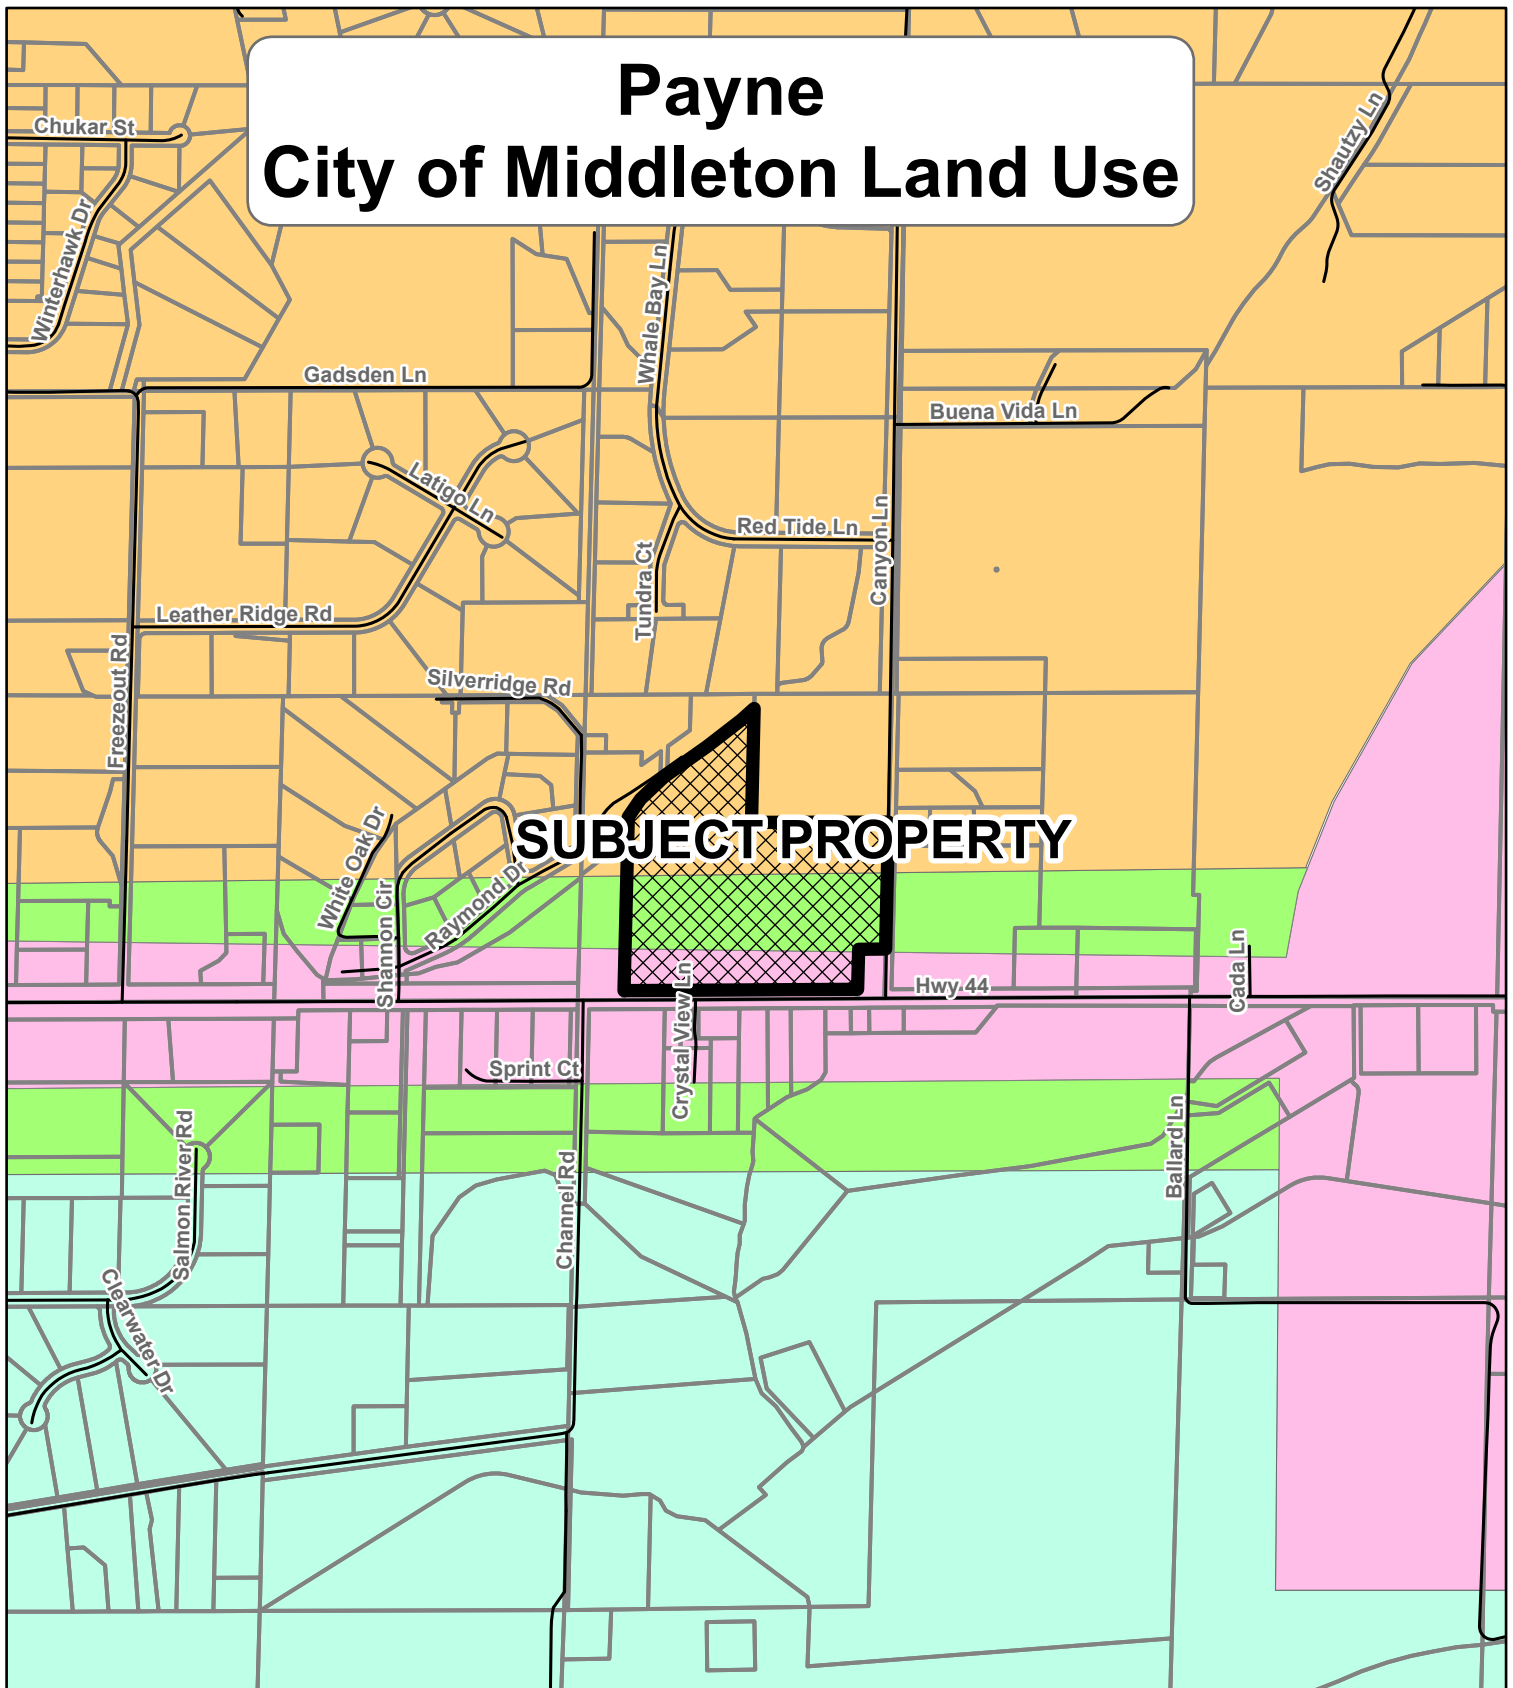 Payne
City of Middleton Land Use
Chukar St
Shautzy Ln
Winterhawk Dr
Whale Bay Ln
Gadsden Ln
Buena Vida Ln
Latigo Ln
Red Tide Ln
Canyon Ln
Tundra Ct
Leather Ridge Rd
Freezeout Rd
Silverridge Rd
SUBJECT PROPERTY
White Oak Dr
Raymond Dr
Shannon Cir
Cada Ln
Hwy 44
Crystal View Ln
Sprint Ct
Ballard Ln
Salmon River Rd
Channel Rd
Clearwater Dr